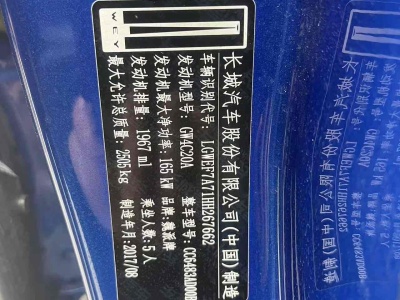 WEY
长城汽车股份有限公司(中国)制造
车辆识别代号: LGWEF7A71HH267662
发动机型号: GW4C20A 整车型号: CC6483AD00B
发动机最大净功率: 165 kW 品牌: 魏派牌
发动机排量: 1967 ml 乘坐人数: 5人
最大允许总质量: 2505 kg 制造年月: 2017/08